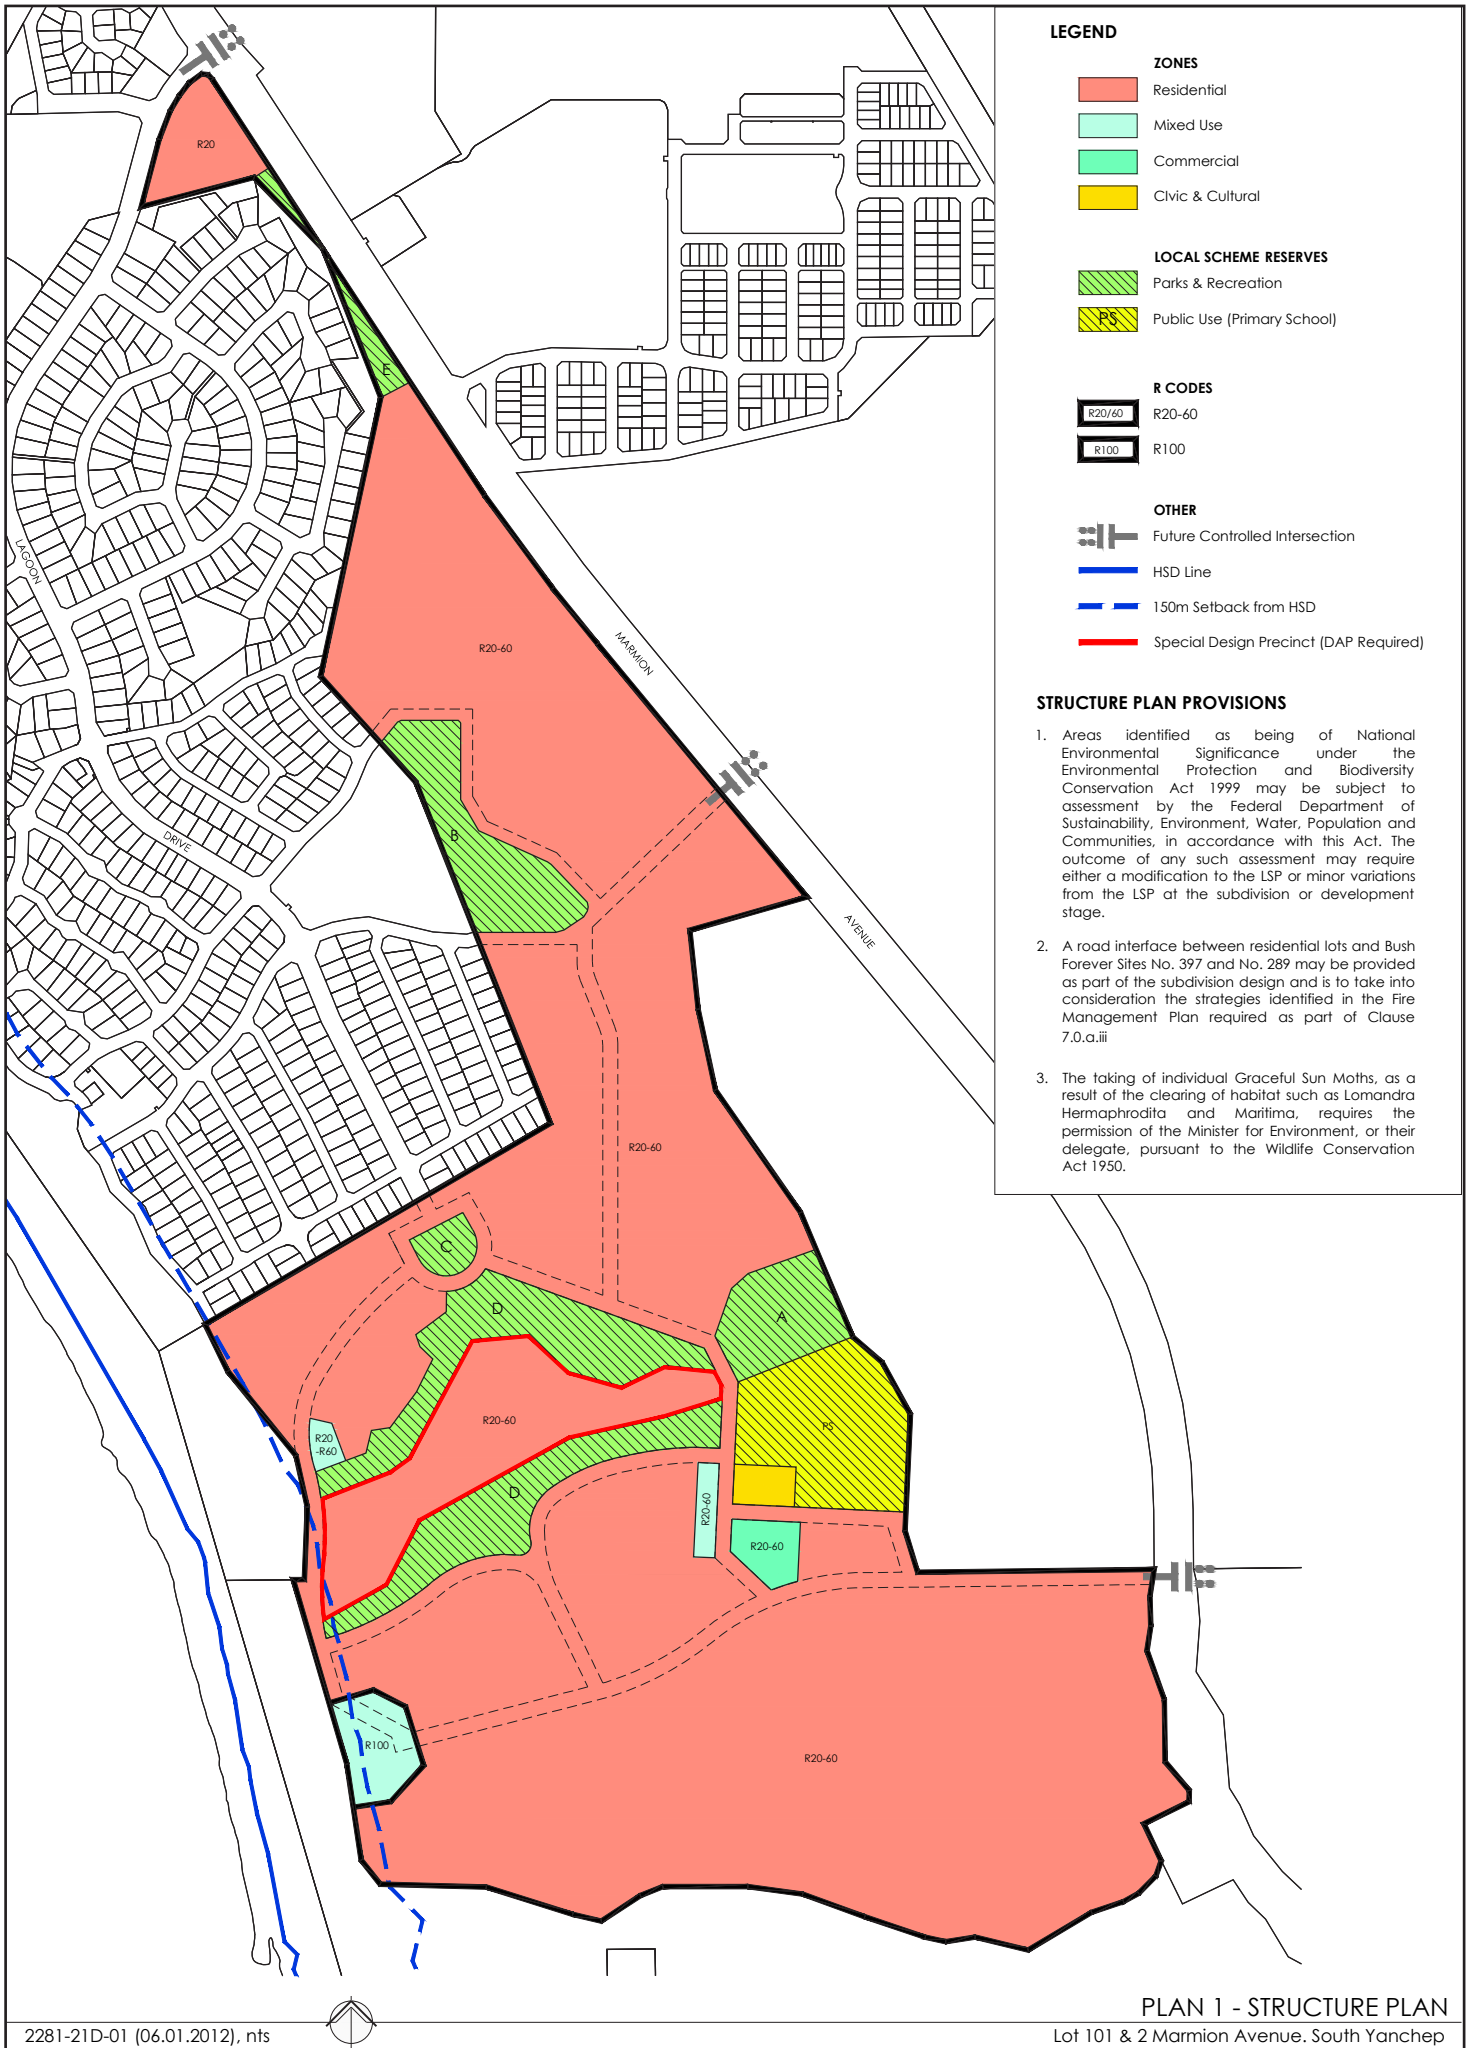 LEGEND
ZONES
Residential
Mixed Use
Commercial
CIvic & Cultural
LOCAL SCHEME RESERVES
Parks & Recreation
PS
Public Use (Primary School)
R CODES
R20/60
R20-60
R100
R100
OTHER
Future Controlled Intersection
HSD Line
150m Setback from HSD
Special Design Precinct (DAP Required)
STRUCTURE PLAN PROVISIONS
1. Areas identified as being of National
Environmental Significance under the
Environmental Protection and Biodiversity
Conservation Act 1999 may be subject to
assessment by the Federal Department of
Sustainability, Environment, Water, Population and
Communities, in accordance with this Act. The
outcome of any such assessment may require
either a modification to the LSP or minor variations
from the LSP at the subdivision or development
stage.
2. A road interface between residential lots and Bush
Forever Sites No. 397 and No. 289 may be provided
as part of the subdivision design and is to take into
consideration the strategies identified in the Fire
Management Plan required as part of Clause
7.0.a.iii
3. The taking of individual Graceful Sun Moths, as a
result of the clearing of habitat such as Lomandra
Hermaphrodita and Maritima, requires the
permission of the Minister for Environment, or their
delegate, pursuant to the Wildlife Conservation
Act 1950.
R20
E
LAGOON
R20-60
MARMION
B
DRIVE
AVENUE
R20-60
C
D
A
R20-60
PS
R20
-R60
D
R20-60
R20-60
R100
R20-60
PLAN 1 - STRUCTURE PLAN
2281-21D-01 (06.01.2012), nts
Lot 101 & 2 Marmion Avenue. South Yanchep